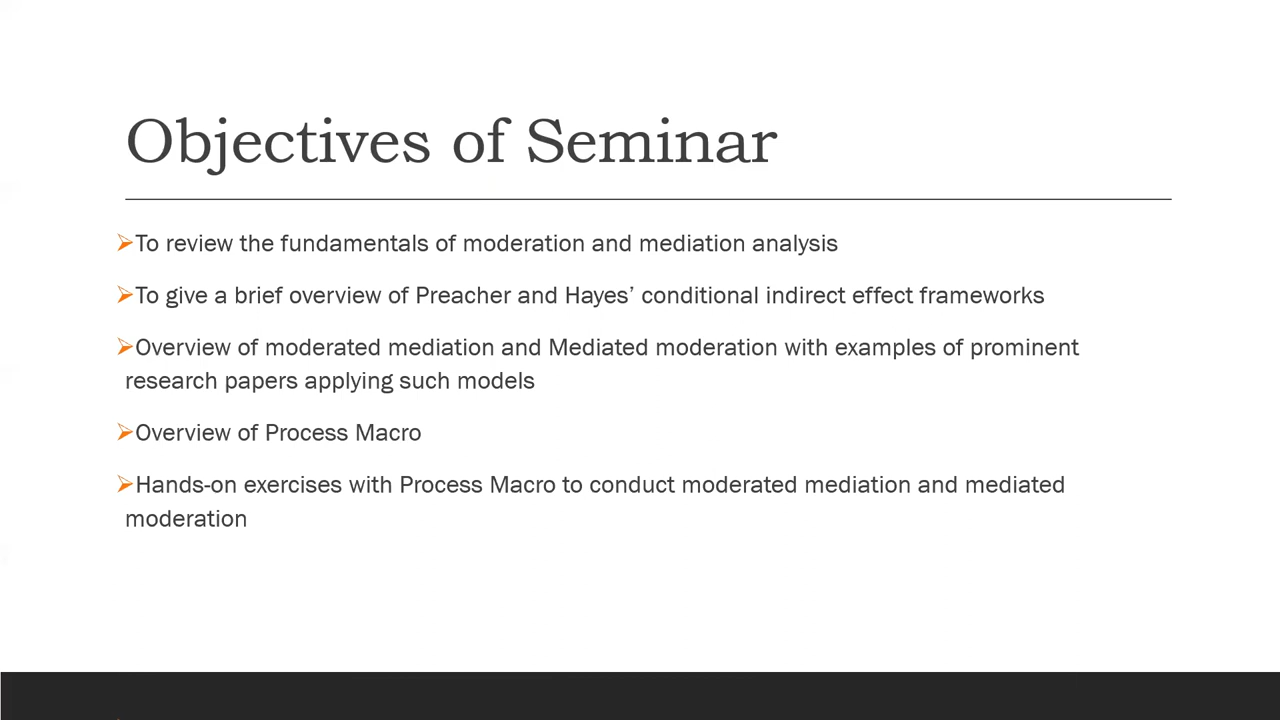 Objectives of Seminar
To review the fundamentals of moderation and mediation analysis
To give a brief overview of Preacher and Hayes’ conditional indirect effect frameworks
Overview of moderated mediation and Mediated moderation with examples of prominent
research papers applying such models
Overview of Process Macro
Hands-on exercises with Process Macro to conduct moderated mediation and mediated
moderation